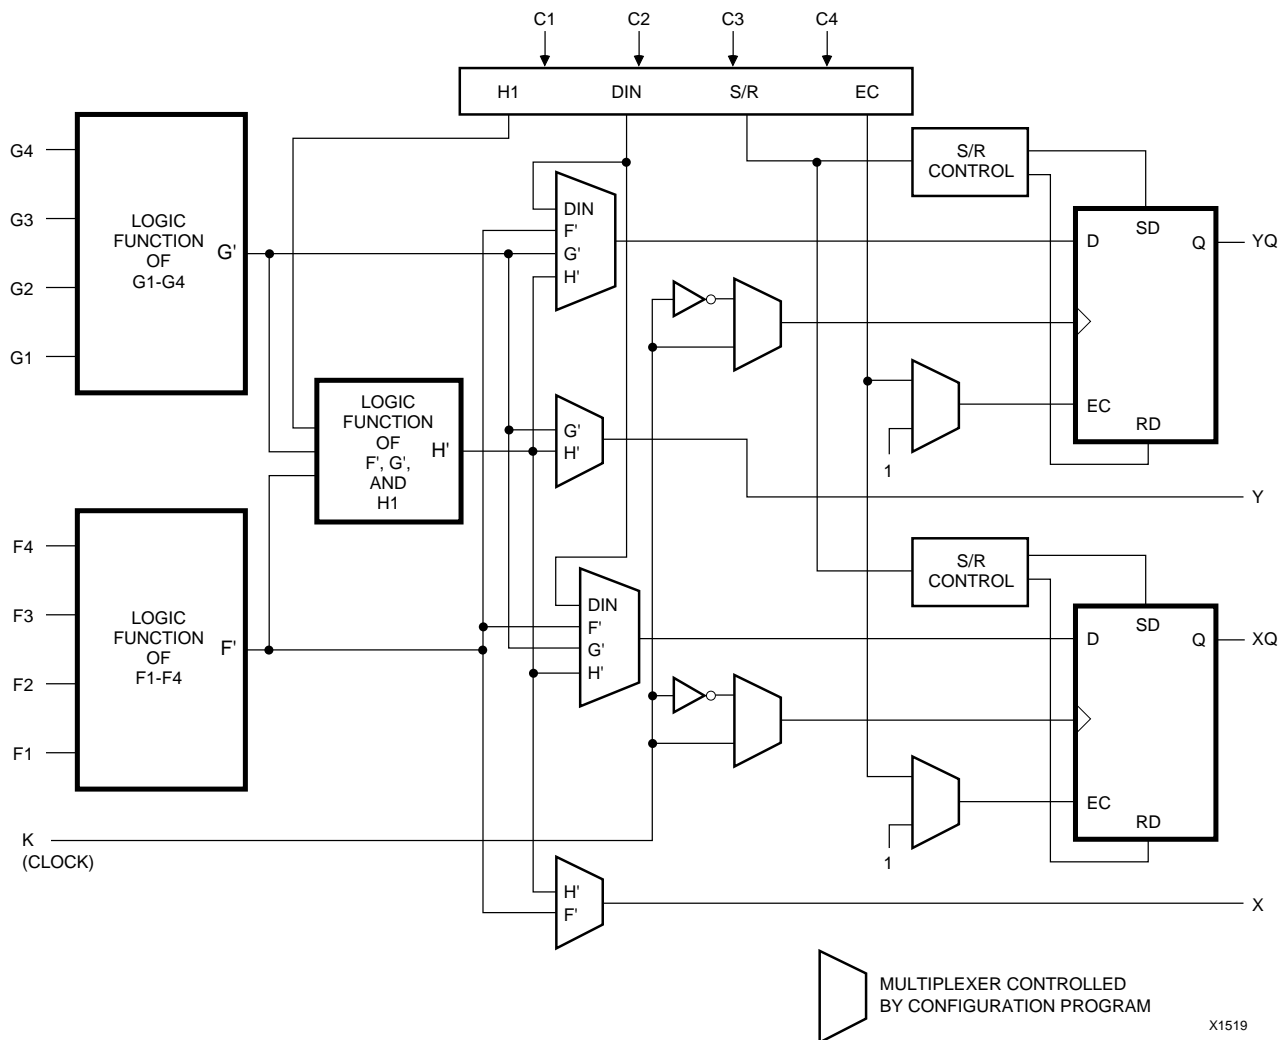 C1
C2
C3
C4
H1
DIN
S/R
EC
G4
G3
G2
G1
LOGIC
FUNCTION
OF
G1-G4
G'
DIN
F'
G'
H'
S/R
CONTROL
D
SD
Q
EC
RD
YQ
1
LOGIC
FUNCTION
OF
F', G',
AND
H1
H'
G'
H'
Y
F4
F3
F2
F1
LOGIC
FUNCTION
OF
F1-F4
F'
DIN
F'
G'
H'
S/R
CONTROL
D
SD
Q
EC
RD
XQ
1
K
(CLOCK)
H'
F'
X
MULTIPLEXER CONTROLLED
BY CONFIGURATION PROGRAM
X1519